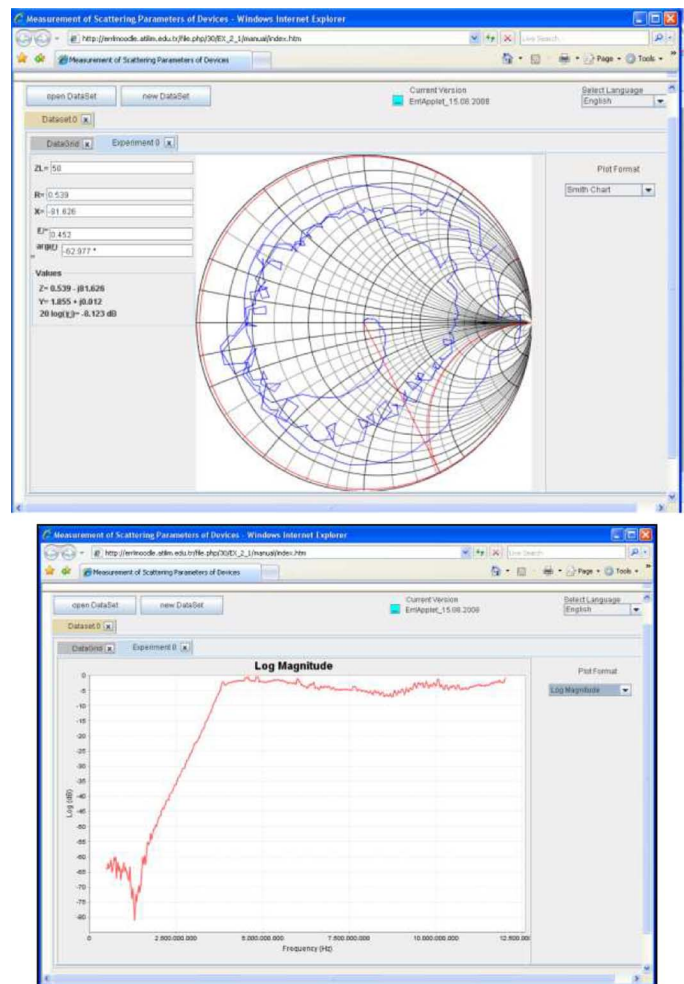 Measurement of Scattering Parameters of Devices - Windows Internet Explorer
http://errlmoodle.atilim.edu.tr/file.php/30/EX_2_1/manual/index.htm
Live Search
Measurement of Scattering Parameters of Devices
Page
Tools
open DataSet
new DataSet
Current Version
ErrlApplet_15.08.2008
Select Language
English
Dataset 0 x
DataGrid x
Experiment 0 x
ZL= 50
R= 0.539
X= -81.626
0.452
-62.977 °
Values
Z= 0.539 - j81.626
Y= 1.855 + j0.012
Plot Format
Smith Chart
Measurement of Scattering Parameters of Devices - Windows Internet Explorer
http://errlmoodle.atilim.edu.tr/file.php/30/EX_2_1/manual/index.htm
Live Search
Measurement of Scattering Parameters of Devices
Page
Tools
open DataSet
new DataSet
Current Version
ErrlApplet_15.08.2008
Select Language
English
Dataset 0 x
DataGrid x
Experiment 0 x
Log Magnitude
Plot Format
Log Magnitude
0
-5
-10
-15
-20
-25
-30
-35
-40
-45
-50
-55
-60
-65
-70
-75
-80
Log (dB)
0
2.500.000.000
5.000.000.000
7.500.000.000
10.000.000.000
12.500.00
Frequency (Hz)